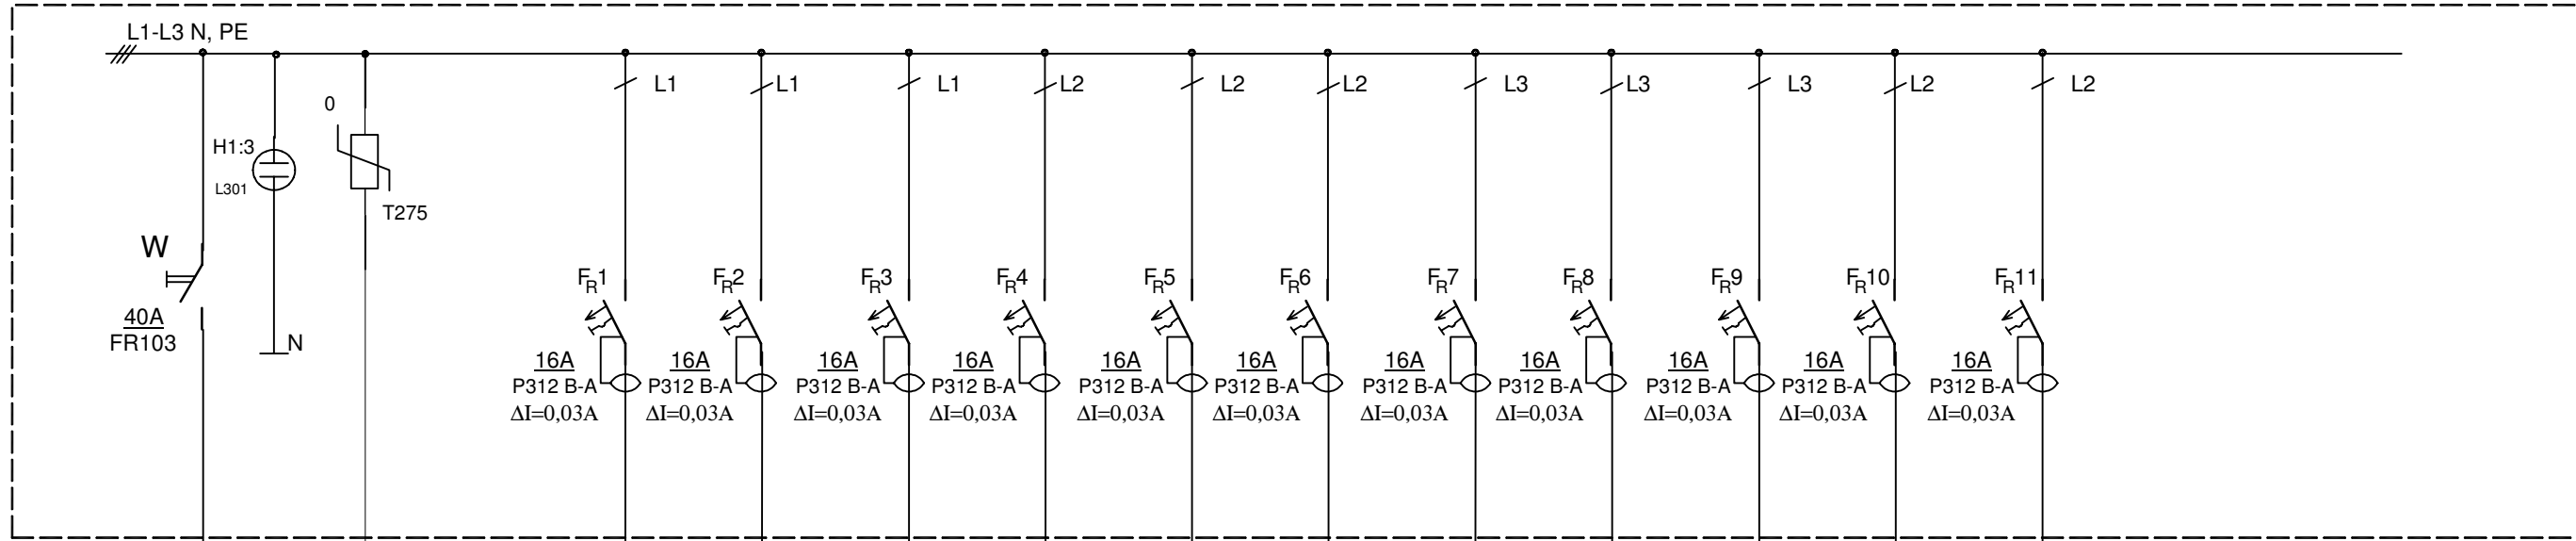 L1-L3 N, PE
L1 L1 L1 L2 L2 L2 L3 L3 L3 L2 L2
0
H1:3
L301
T275
W
40A
FR103
N
FR1 FR2 FR3 FR4 FR5 FR6 FR7 FR8 FR9 FR10 FR11
16A 16A 16A 16A 16A 16A 16A 16A 16A 16A 16A
P312 B-A P312 B-A P312 B-A P312 B-A P312 B-A P312 B-A P312 B-A P312 B-A P312 B-A P312 B-A P312 B-A
ΔI=0,03A ΔI=0,03A ΔI=0,03A ΔI=0,03A ΔI=0,03A ΔI=0,03A ΔI=0,03A ΔI=0,03A ΔI=0,03A ΔI=0,03A ΔI=0,03A